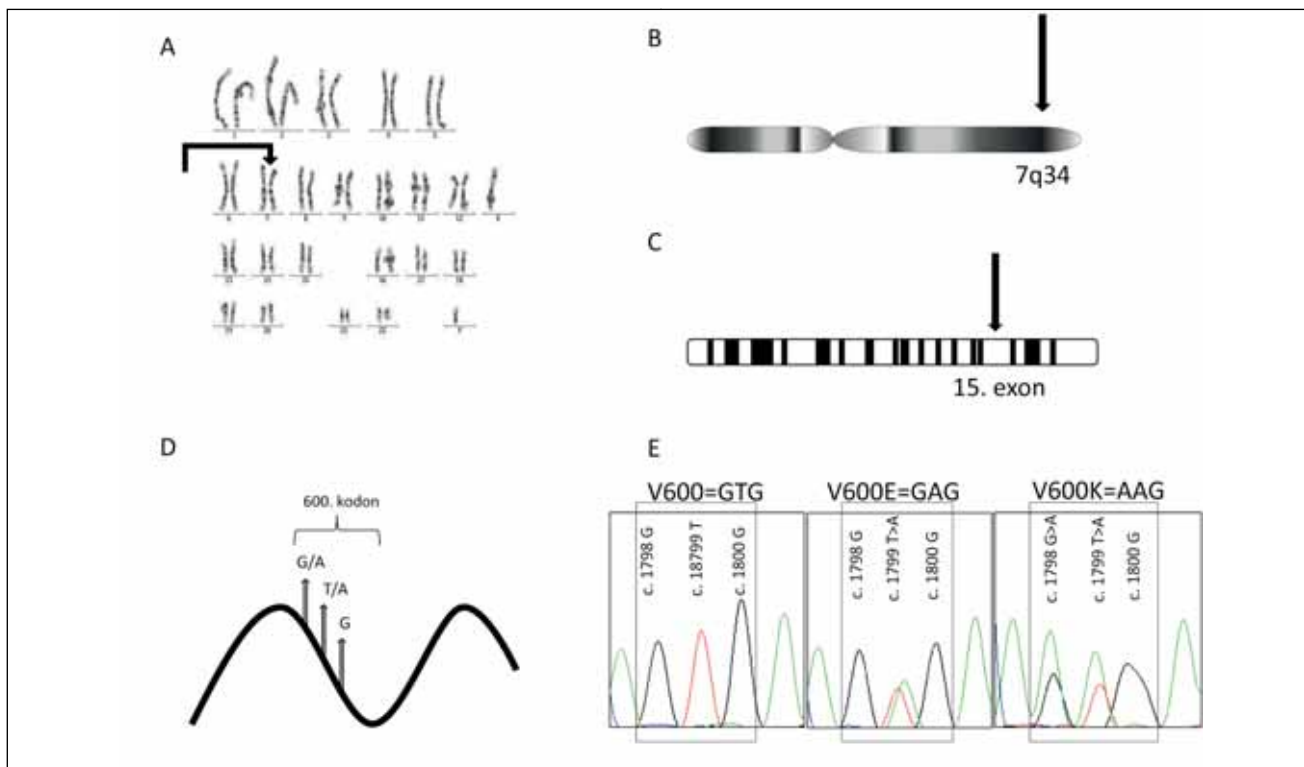 A
B
7q34
C
15. exon
D
600. kodon
G/A
T/A
G
E
V600=GTG
V600E=GAG
V600K=AAG
c. 1798 G
c. 18799 T
c. 1800 G
c. 1798 G
c. 1799 T>A
c. 1800 G
c. 1798 G>A
c. 1799 T>A
c. 1800 G